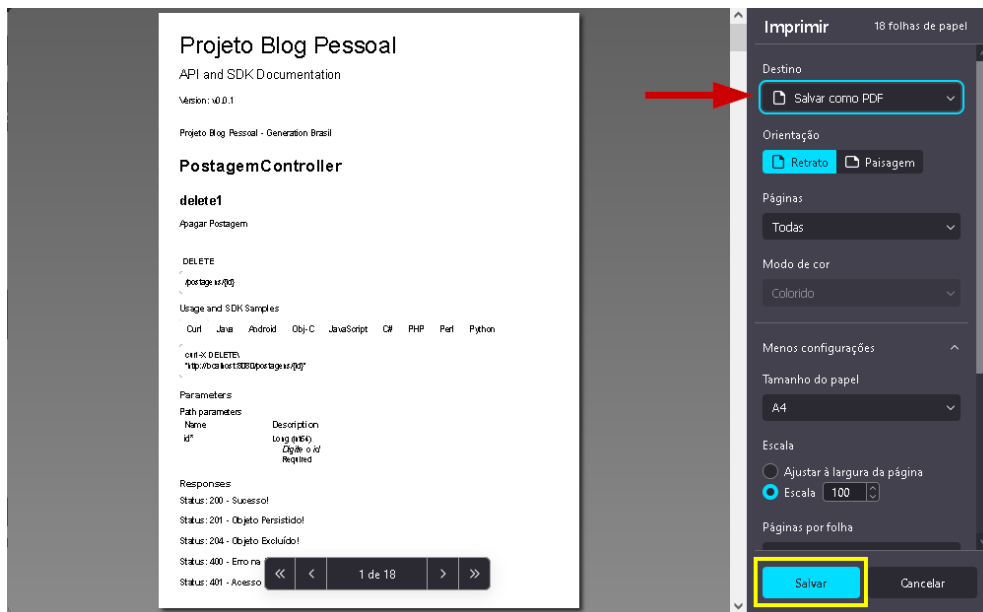 Projeto Blog Pessoal
API and SDK Documentation
Version: v0.0.1
Projeto Blog Pessoal - Generation Brasil
PostagemController
delete1
Apagar Postagem
DELETE
/postagens/{id}
Usage and SDK Samples
Curl Java Android Obj-C JavaScript C# PHP Perl Python
curl -X DELETE\
"http://localhost:8080/postagens/{id}"
Parameters
Path parameters
Name Description
id* Long (int64)
Digite o id
Required
Responses
Status: 200 - Sucesso!
Status: 201 - Objeto Persistido!
Status: 204 - Objeto Excluído!
Status: 400 - Erro na
Status: 401 - Acesso
1 de 18
Imprimir 18 folhas de papel
Destino
Salvar como PDF
Orientação
Retrato Paisagem
Páginas
Todas
Modo de cor
Colorido
Menos configurações
Tamanho do papel
A4
Escala
Ajustar à largura da página
Escala 100
Páginas por folha
Salvar Cancelar